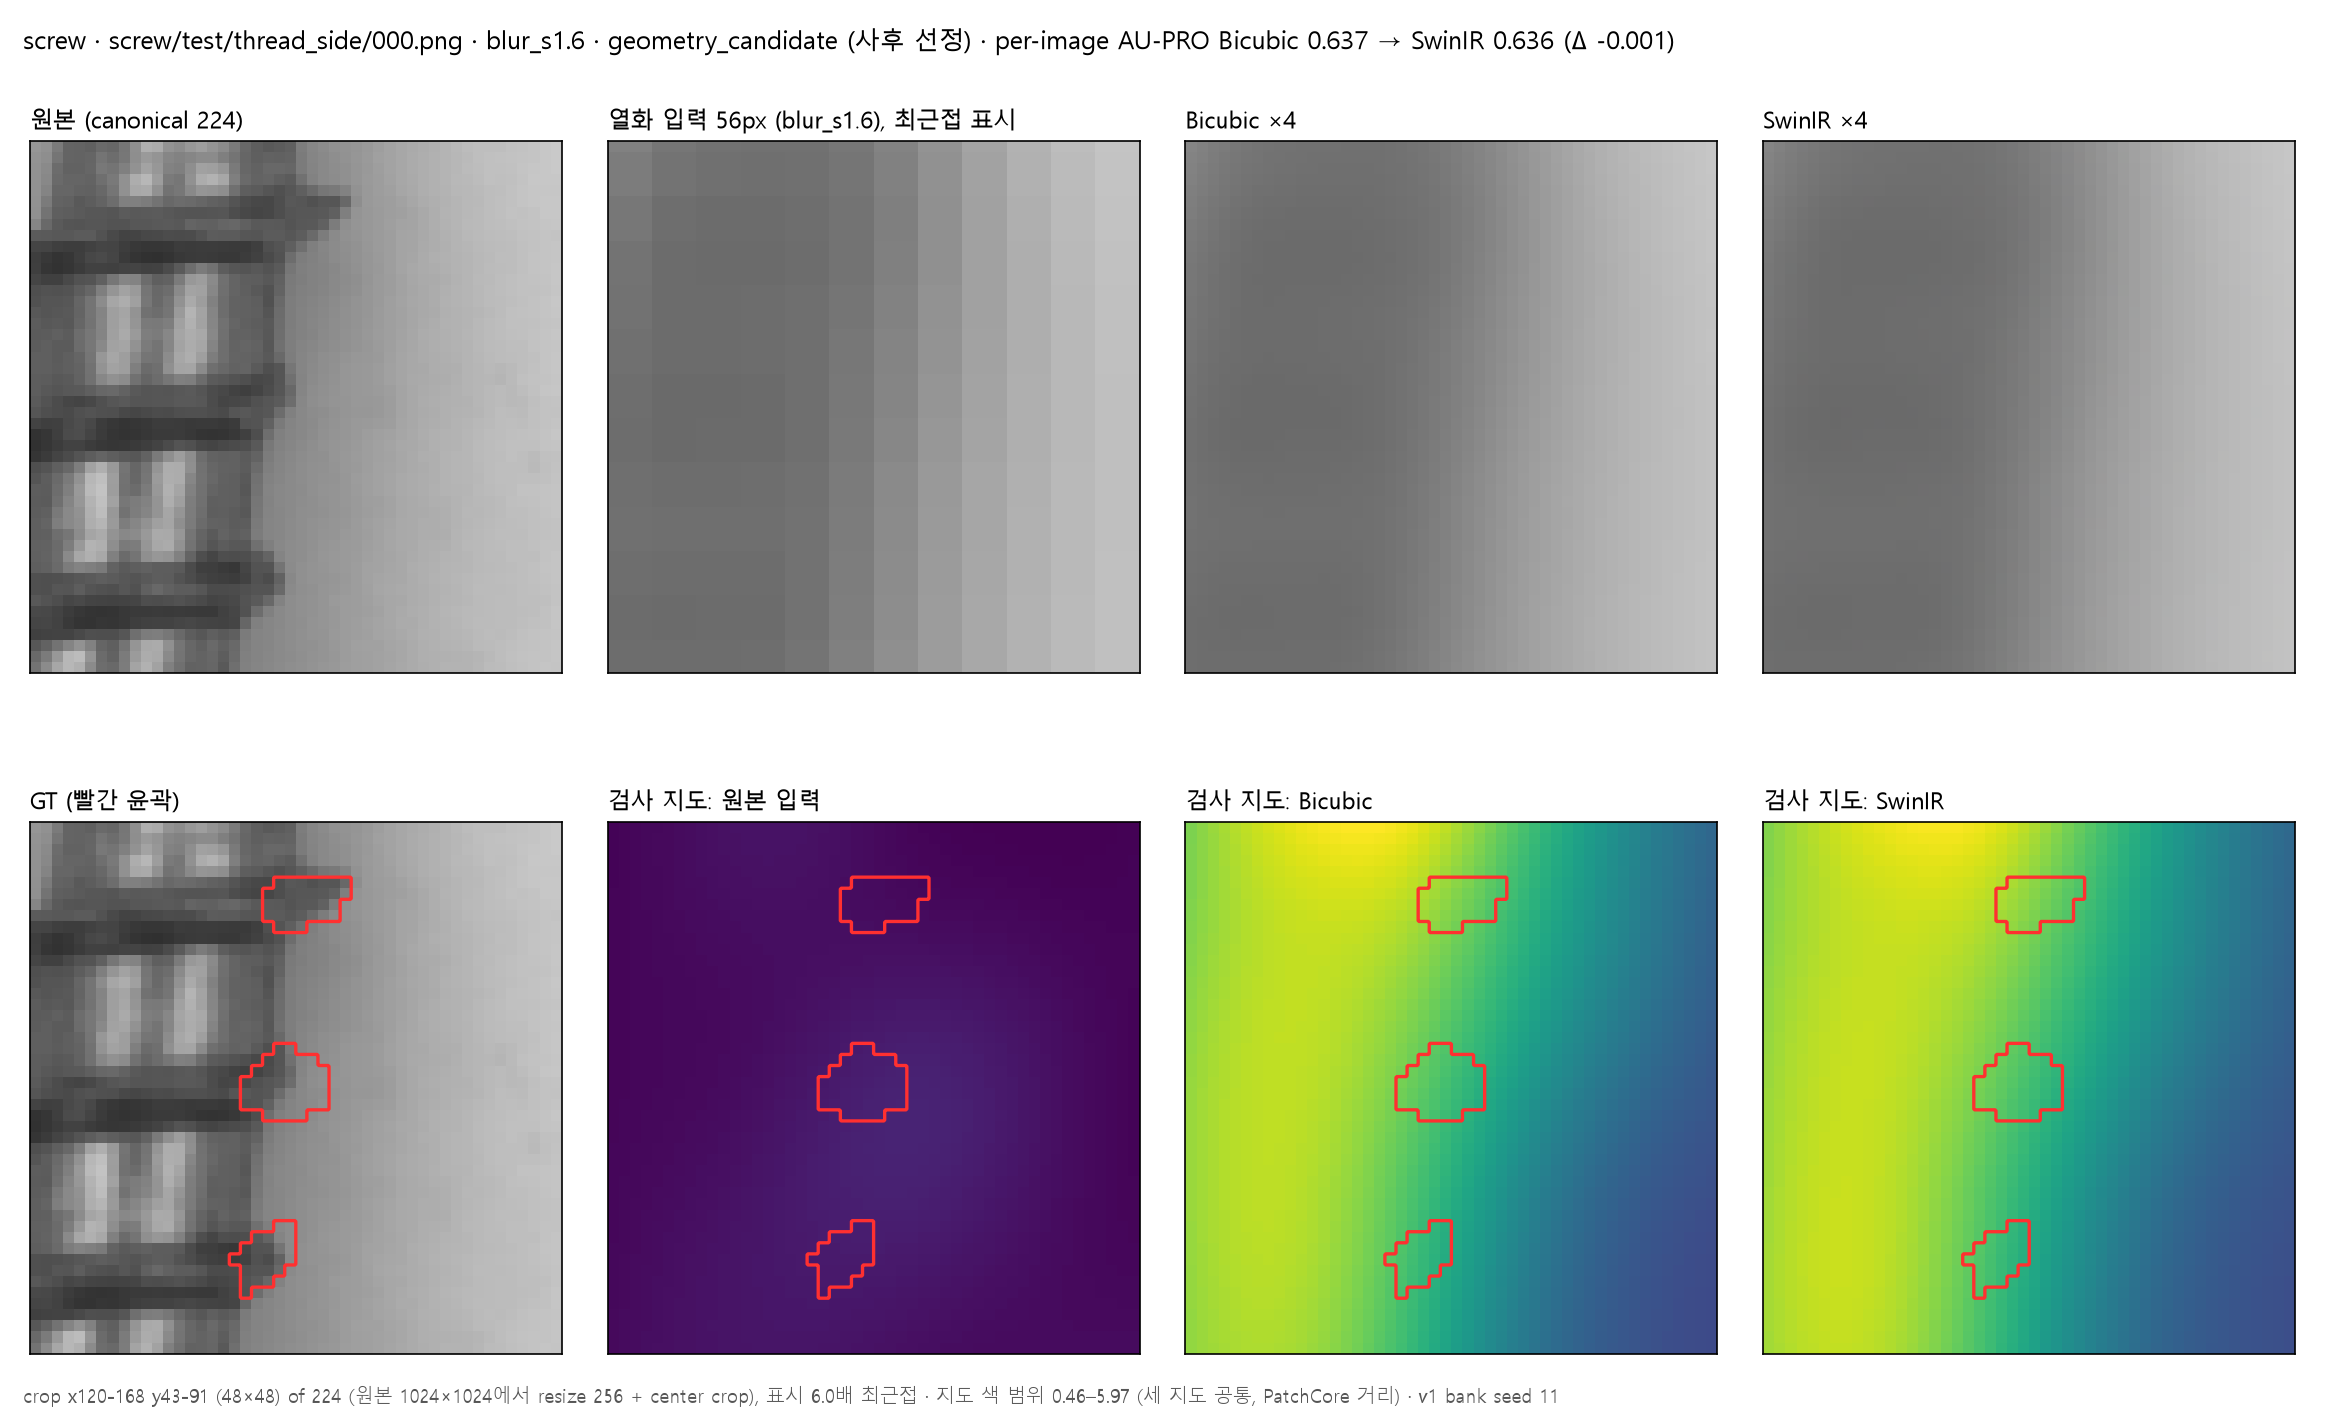 screw · screw/test/thread_side/000.png · blur_s1.6 · geometry_candidate (사후 선정) · per-image AU-PRO Bicubic 0.637 → SwinIR 0.636 (Δ -0.001)
원본 (canonical 224)
열화 입력 56px (blur_s1.6), 최근접 표시
Bicubic ×4
SwinIR ×4
GT (빨간 윤곽)
검사 지도: 원본 입력
검사 지도: Bicubic
검사 지도: SwinIR
crop x120-168 y43-91 (48×48) of 224 (원본 1024×1024에서 resize 256 + center crop), 표시 6.0배 최근접 · 지도 색 범위 0.46–5.97 (세 지도 공통, PatchCore 거리) · v1 bank seed 11